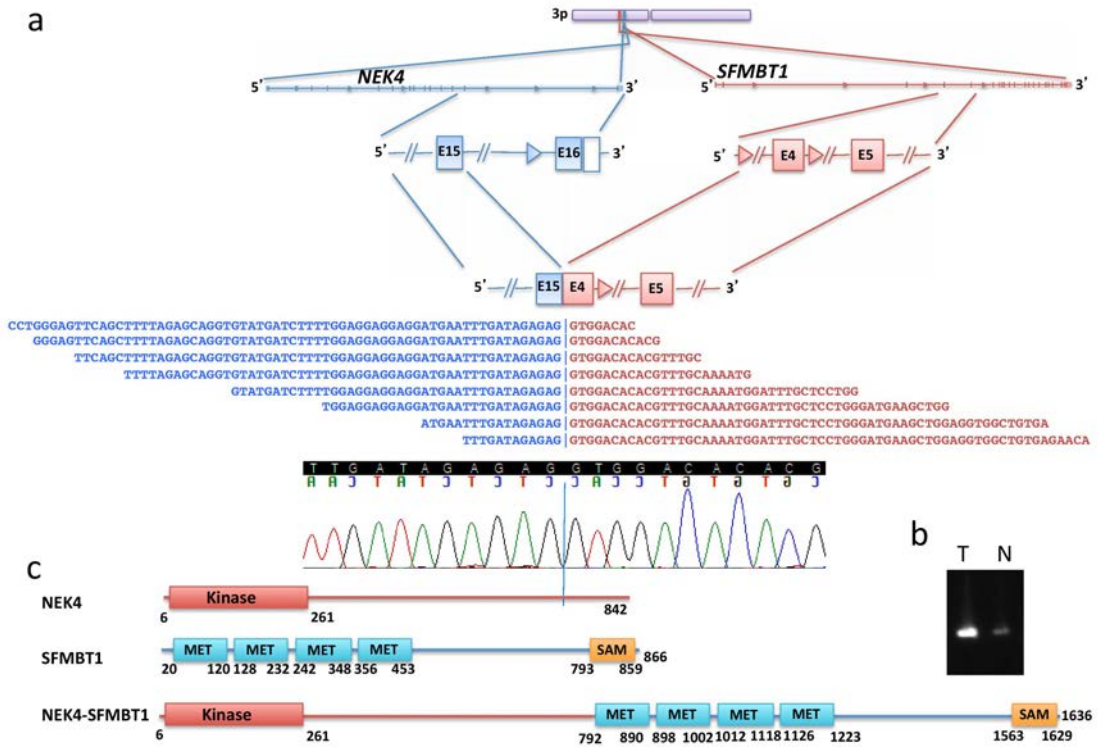 a
3p
5' NEK4 3' 5' SFMBT1 3'
5' E15 E16 3' 5' E4 E5 3'
5' E15 E4 E5 3'
CCTGGGAGTTCAGCTTTTAGAGCAGGTGTATGATCTTTTGGAGGAGGAGGATGAATTTGATAGAGAG GTGGACAC
GGGAGTTCAGCTTTTAGAGCAGGTGTATGATCTTTTGGAGGAGGAGGATGAATTTGATAGAGAG GTGGACACACG
TTCAGCTTTTAGAGCAGGTGTATGATCTTTTGGAGGAGGAGGATGAATTTGATAGAGAG GTGGACACACGTTTGC
TTTTAGAGCAGGTGTATGATCTTTTGGAGGAGGAGGATGAATTTGATAGAGAG GTGGACACACGTTTGCAAAATG
GTATGATCTTTTGGAGGAGGAGGATGAATTTGATAGAGAG GTGGACACACGTTTGCAAAATGGATTTGCTCCTGG
TGGAGGAGGAGGATGAATTTGATAGAGAG GTGGACACACGTTTGCAAAATGGATTTGCTCCTGGGATGAAGCTGG
ATGAATTTGATAGAGAG GTGGACACACGTTTGCAAAATGGATTTGCTCCTGGGATGAAGCTGGAGGTGGCTGTGA
TTTGATAGAGAG GTGGACACACGTTTGCAAAATGGATTTGCTCCTGGGATGAAGCTGGAGGTGGCTGTGAGAACA
T T G A T A G A G A G G T G G A C A C A C G
A A C T A T C T C T C C A C C T G T G T G C
b
T N
c
NEK4 Kinase
6 261 842
SFMBT1 MET MET MET MET SAM 866
20 120 128 232 242 348 356 453 793 859
NEK4-SFMBT1 Kinase MET MET MET MET SAM 1636
6 261 792 890 898 1002 1012 1118 1126 1223 1563 1629